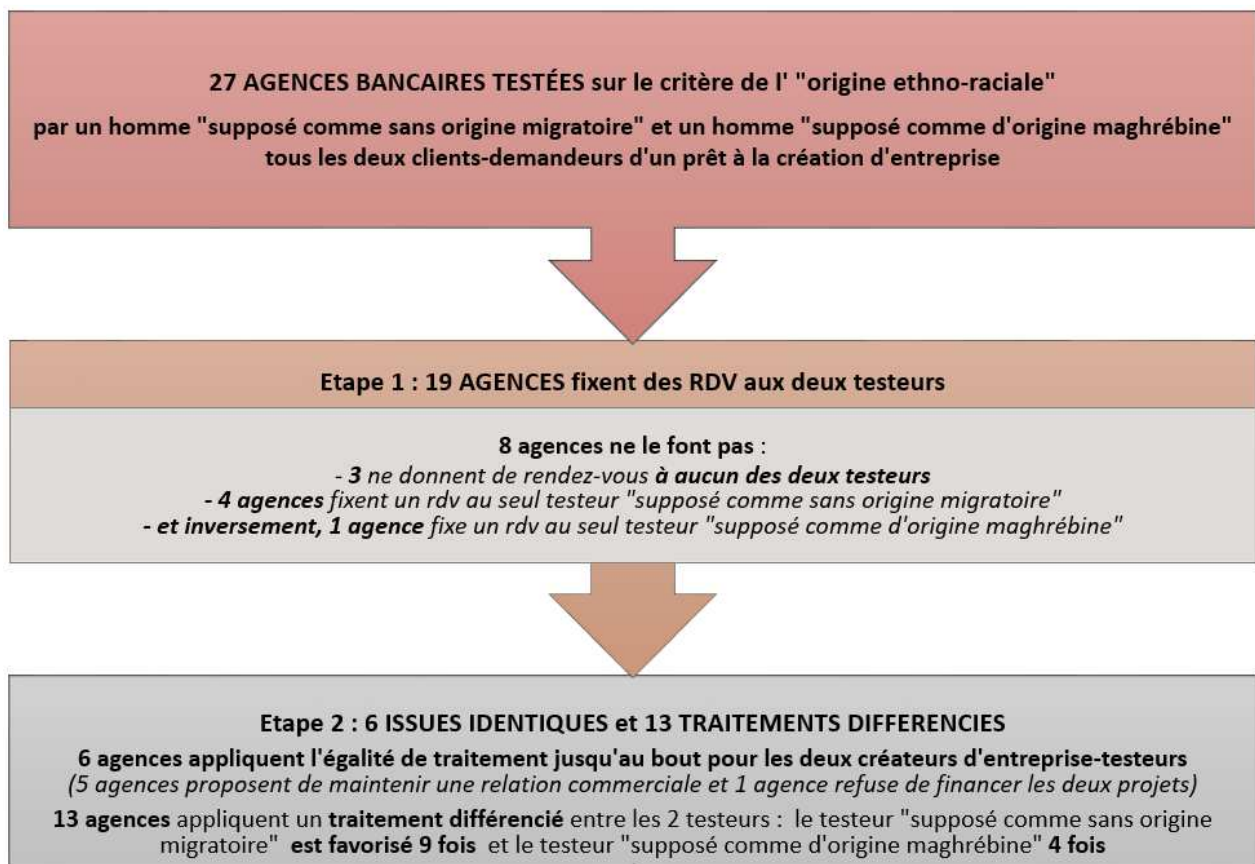 27 AGENCES BANCAIRES TESTÉES sur le critère de l' "origine ethno-raciale"
par un homme "supposé comme sans origine migratoire" et un homme "supposé comme d'origine maghrébine"
tous les deux clients-demandeurs d'un prêt à la création d'entreprise
Etape 1 : 19 AGENCES fixent des RDV aux deux testeurs
8 agences ne le font pas :
- 3 ne donnent de rendez-vous à aucun des deux testeurs
- 4 agences fixent un rdv au seul testeur "supposé comme sans origine migratoire"
- et inversement, 1 agence fixe un rdv au seul testeur "supposé comme d'origine maghrébine"
Etape 2 : 6 ISSUES IDENTIQUES et 13 TRAITEMENTS DIFFERENCIES
6 agences appliquent l'égalité de traitement jusqu'au bout pour les deux créateurs d'entreprise-testeurs
(5 agences proposent de maintenir une relation commerciale et 1 agence refuse de financer les deux projets)
13 agences appliquent un traitement différencié entre les 2 testeurs : le testeur "supposé comme sans origine
migratoire" est favorisé 9 fois et le testeur "supposé comme d'origine maghrébine" 4 fois